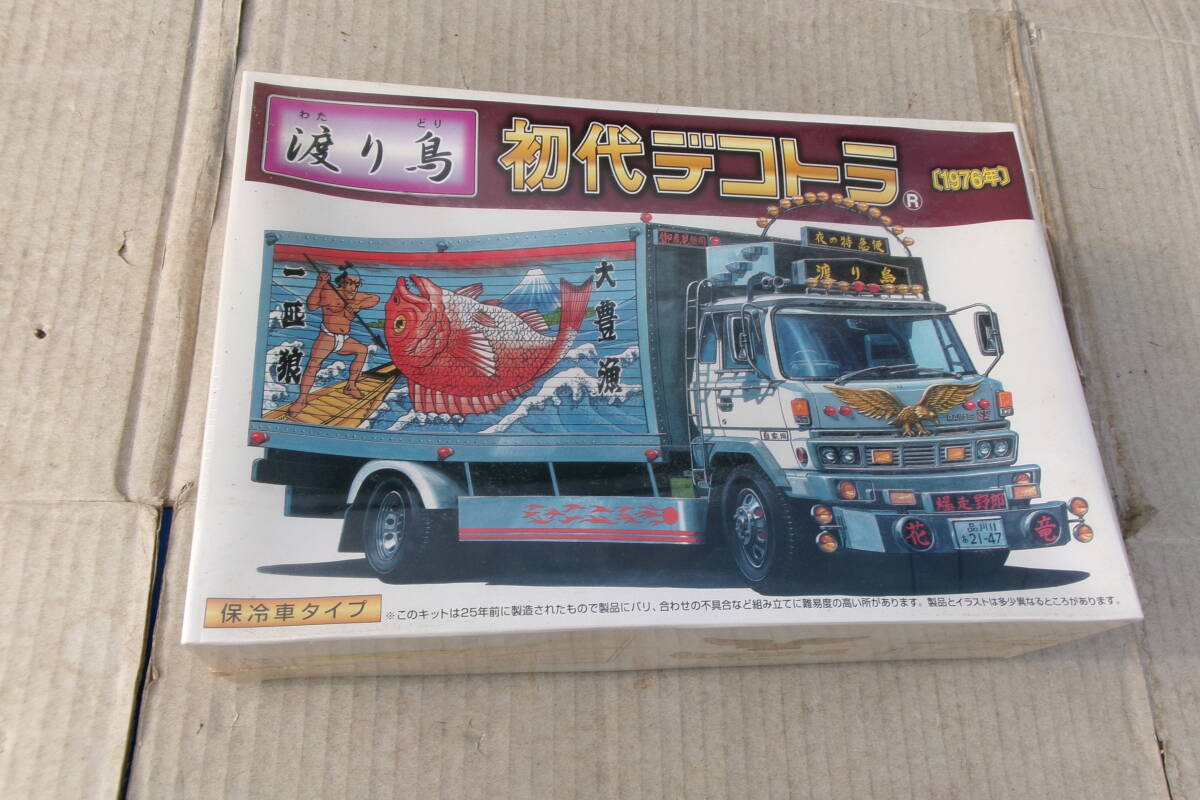 わた どり
渡り鳥
初代デコトラ®
〔1976年〕
一匹狼
大豊漁
夜の特急便
渡り鳥
自家用
爆走野郎
花
竜
品川11
21-47
保冷車タイプ
※このキットは25年前に製造されたもので製品にバリ、合わせの不具合など組み立てに難易度の高い所があります。製品とイラストは多少異なるところがあります。